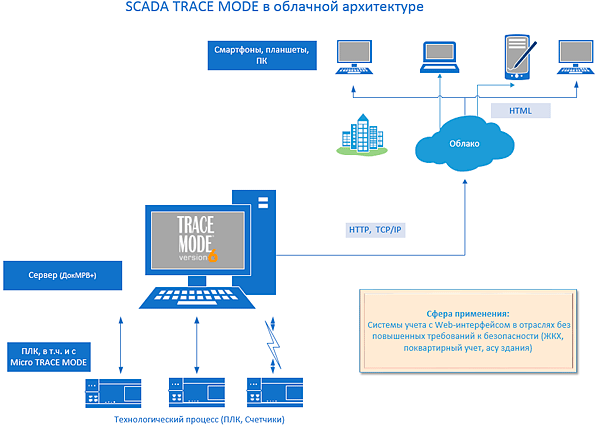 SCADA TRACE MODE в облачной архитектуре
Смартфоны, планшеты,
ПК
HTML
Облако
TRACE
MODE
version 6
HTTP, TCP/IP
Сервер (ДокМРВ+)
Сфера применения:
Системы учета с Web-интерфейсом в отраслях без
повышенных требований к безопасности (ЖКХ,
поквартирный учет, асу здания)
ПЛК, в т.ч. и с
Micro TRACE MODE
Технологический процесс (ПЛК, Счетчики)